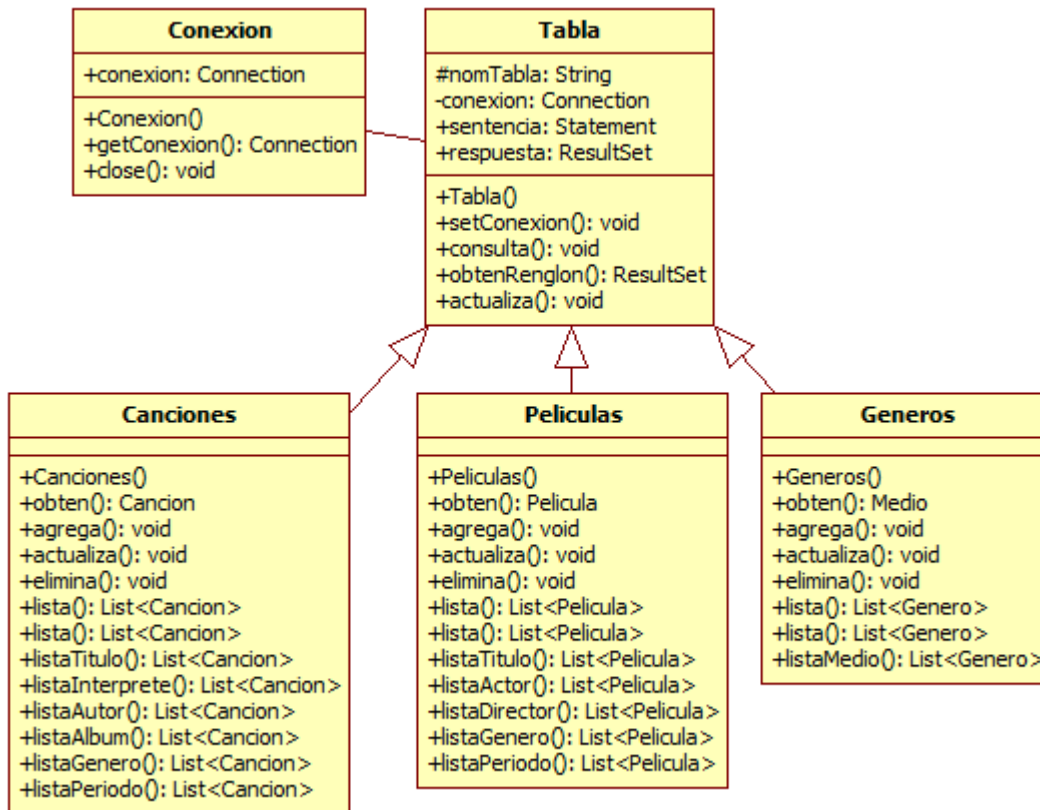 Conexion
+conexion: Connection
+Conexion()
+getConexion(): Connection
+close(): void
Tabla
#nomTabla: String
-conexion: Connection
+sentencia: Statement
+respuesta: ResultSet
+Tabla()
+setConexion(): void
+consulta(): void
+obtenRenglon(): ResultSet
+actualiza(): void
Canciones
+Canciones()
+obten(): Cancion
+agrega(): void
+actualiza(): void
+elimina(): void
+lista(): List<Cancion>
+lista(): List<Cancion>
+listaTitulo(): List<Cancion>
+listaInterprete(): List<Cancion>
+listaAutor(): List<Cancion>
+listaAlbum(): List<Cancion>
+listaGenero(): List<Cancion>
+listaPeriodo(): List<Cancion>
Peliculas
+Peliculas()
+obten(): Pelicula
+agrega(): void
+actualiza(): void
+elimina(): void
+lista(): List<Pelicula>
+lista(): List<Pelicula>
+listaTitulo(): List<Pelicula>
+listaActor(): List<Pelicula>
+listaDirector(): List<Pelicula>
+listaGenero(): List<Pelicula>
+listaPeriodo(): List<Pelicula>
Generos
+Generos()
+obten(): Medio
+agrega(): void
+actualiza(): void
+elimina(): void
+lista(): List<Genero>
+lista(): List<Genero>
+listaMedio(): List<Genero>